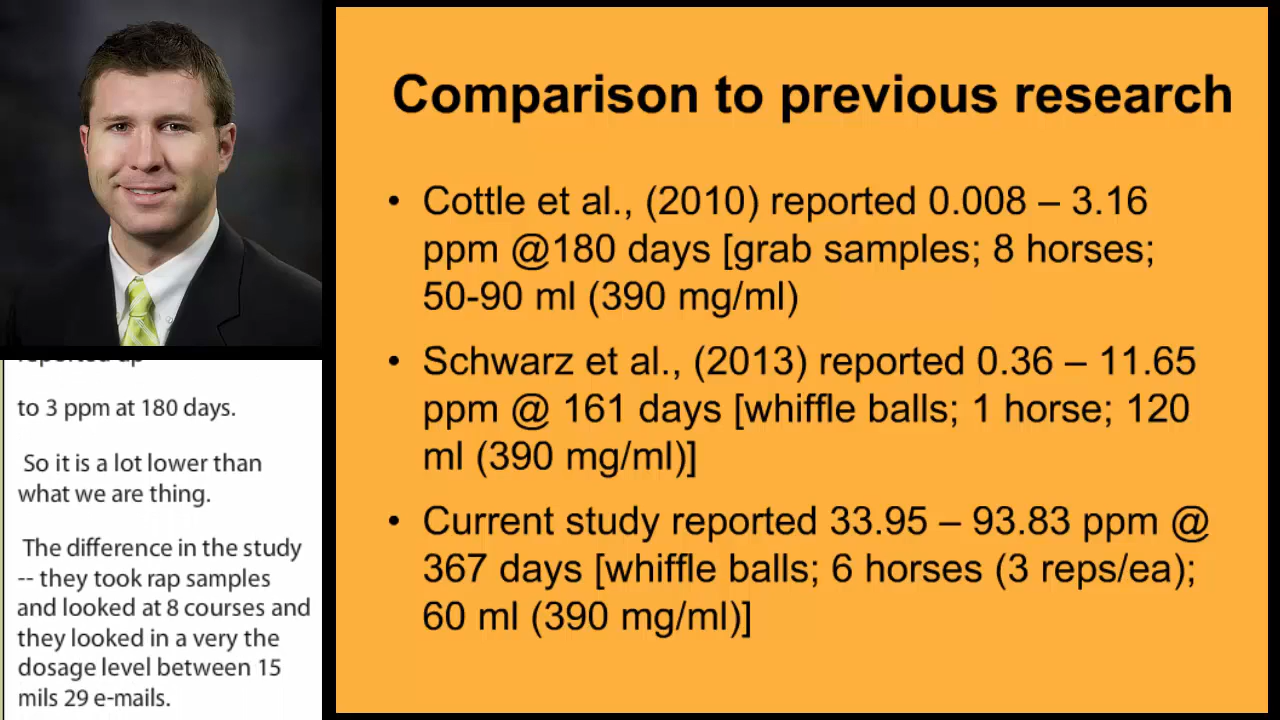 Comparison to previous research
• Cottle et al., (2010) reported 0.008 – 3.16
ppm @180 days [grab samples; 8 horses;
50-90 ml (390 mg/ml)
• Schwarz et al., (2013) reported 0.36 – 11.65
ppm @ 161 days [whiffle balls; 1 horse; 120
ml (390 mg/ml)]
• Current study reported 33.95 – 93.83 ppm @
367 days [whiffle balls; 6 horses (3 reps/ea);
60 ml (390 mg/ml)]
reported up
to 3 ppm at 180 days.
So it is a lot lower than
what we are thing.
The difference in the study
-- they took rap samples
and looked at 8 courses and
they looked in a very the
dosage level between 15
mils 29 e-mails.